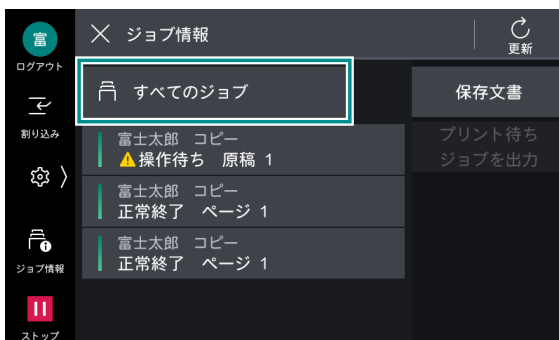 富
ログアウト
割り込み
ジョブ情報
ストップ
ジョブ情報
更新
すべてのジョブ
富士太郎 コピー
操作待ち 原稿 1
富士太郎 コピー
正常終了 ページ 1
富士太郎 コピー
正常終了 ページ 1
保存文書
プリント待ち
ジョブを出力